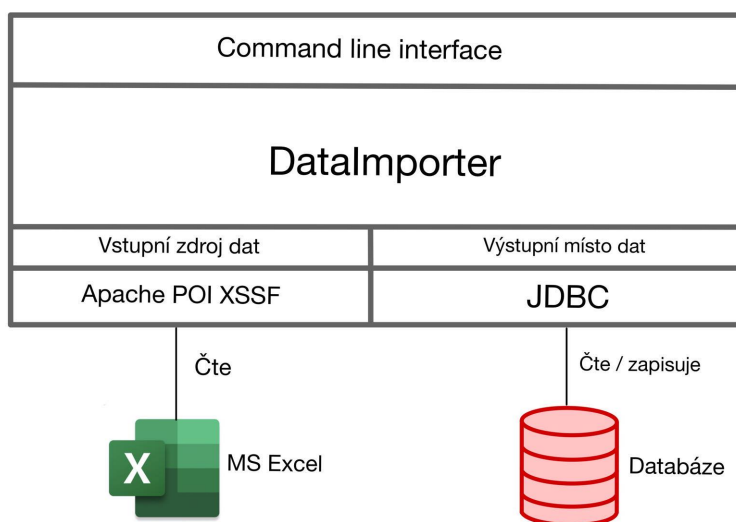 Command line interface
DataImporter
Vstupní zdroj dat
Výstupní místo dat
Apache POI XSSF
JDBC
Čte
Čte / zapisuje
X
MS Excel
Databáze